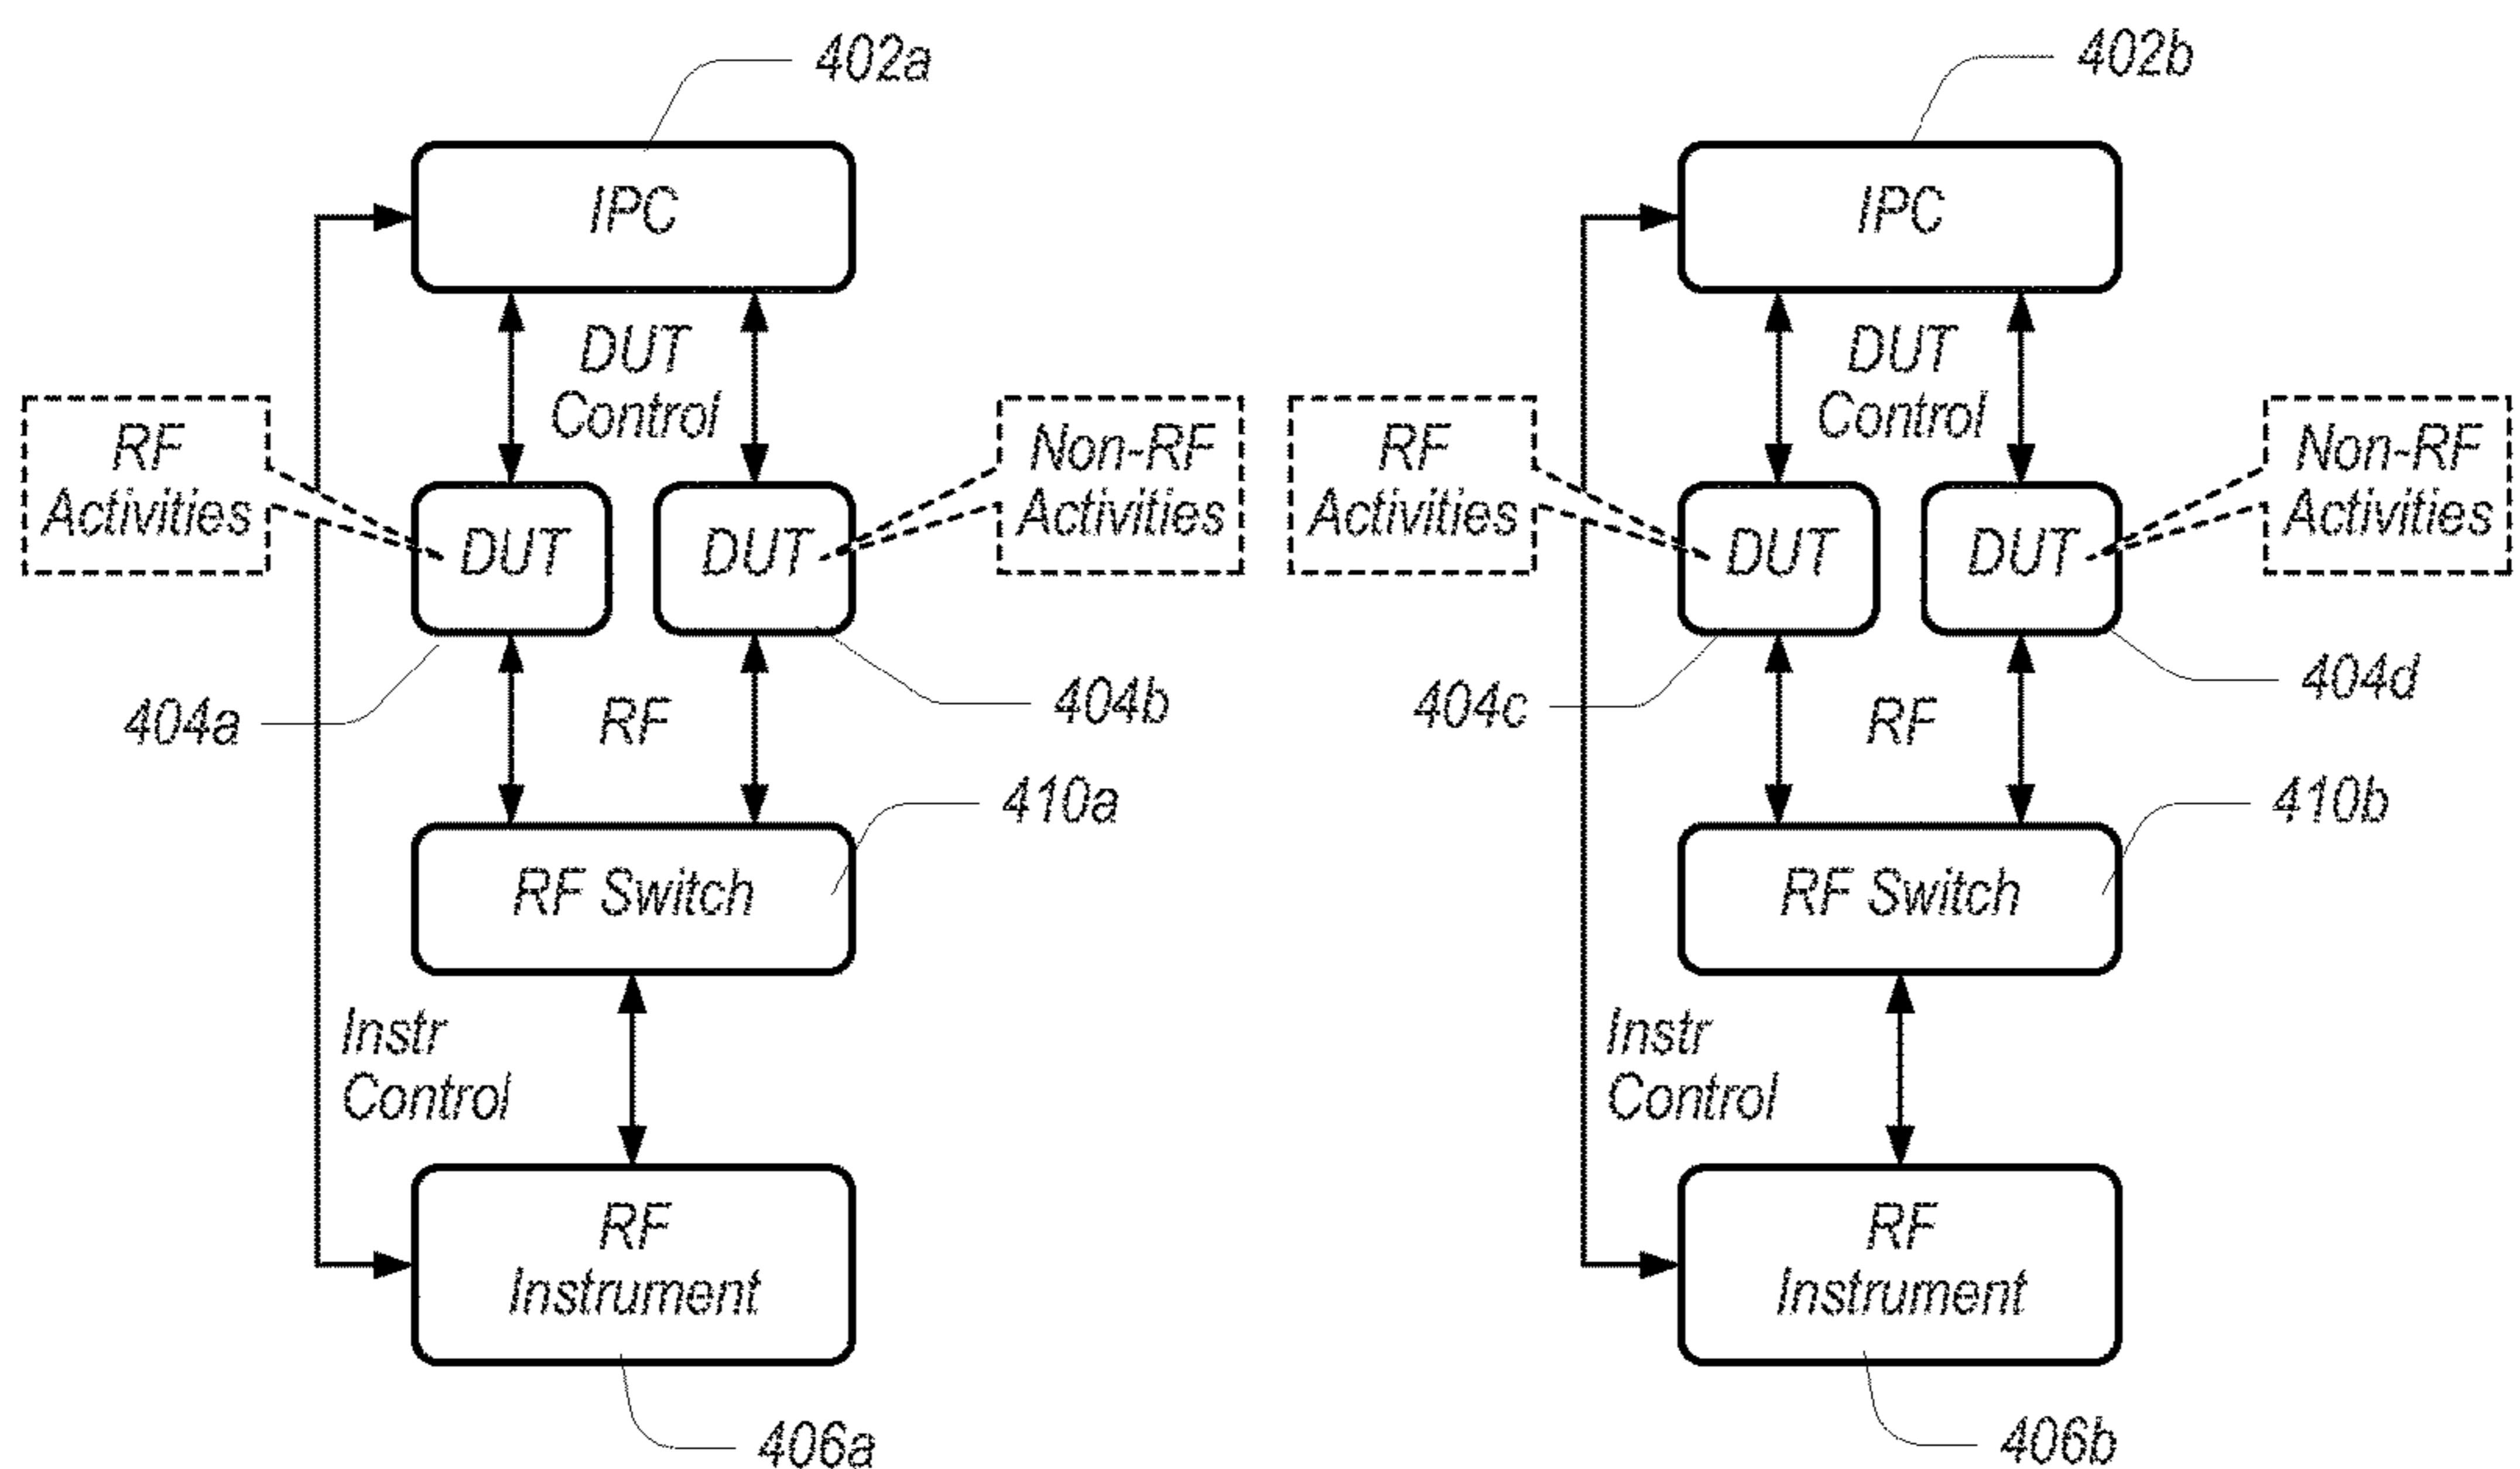 402a
IPC
DUT
Control
RF
Activities
Non-RF
Activities
DUT
DUT
404a
RF
404b
410a
RF Switch
Instr
Control
RF
Instrument
406a
402b
IPC
DUT
Control
RF
Activities
Non-RF
Activities
DUT
DUT
404c
RF
404d
410b
RF Switch
Instr
Control
RF
Instrument
406b